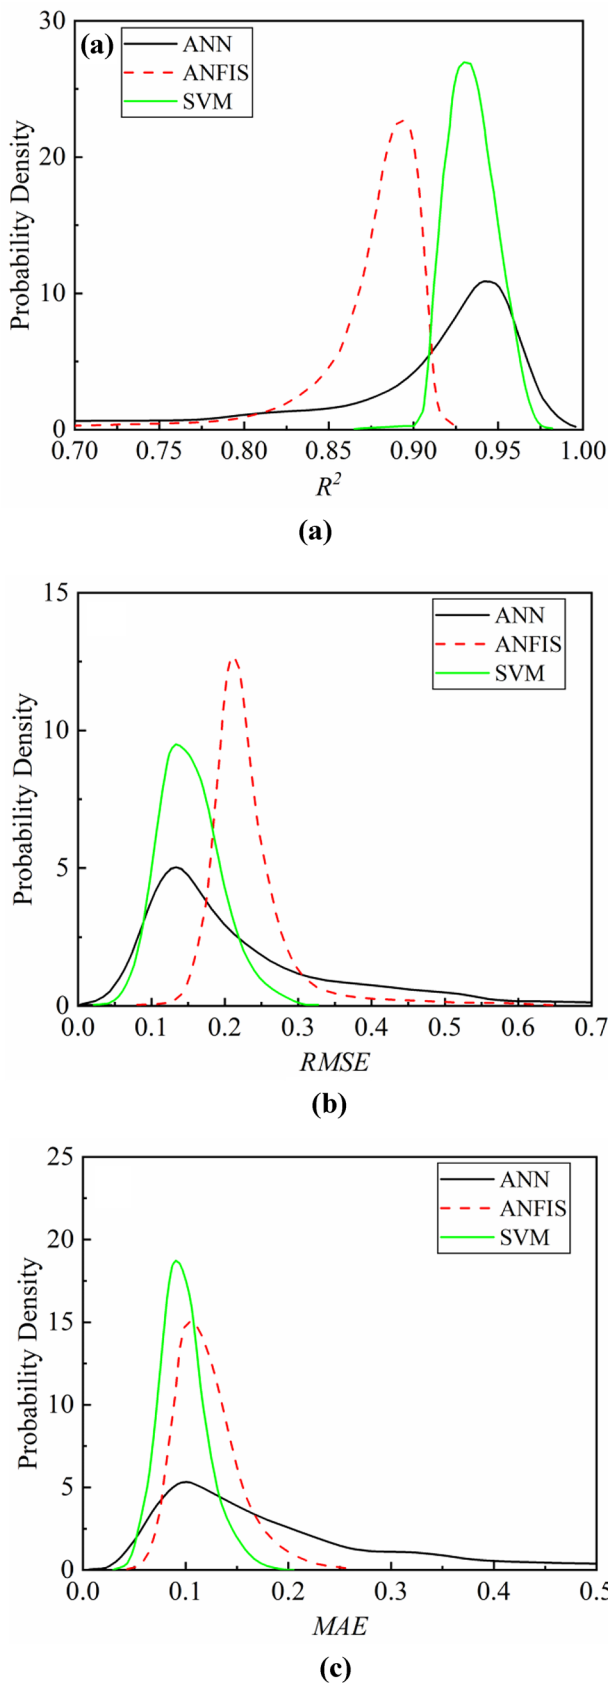 (a)
ANN
ANFIS
SVM
Probability Density
30
20
10
0
0.70 0.75 0.80 0.85 0.90 0.95 1.00
R²
(a)
ANN
ANFIS
SVM
Probability Density
15
10
5
0
0.0 0.1 0.2 0.3 0.4 0.5 0.6 0.7
RMSE
(b)
ANN
ANFIS
SVM
Probability Density
25
20
15
10
5
0
0.0 0.1 0.2 0.3 0.4 0.5
MAE
(c)